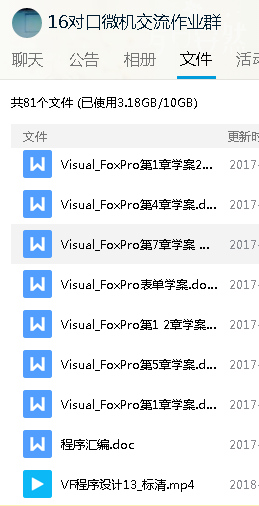 16对口微机交流作业群
聊天 公告 相册 文件 活动
共81个文件 (已使用3.18GB/10GB)
文件 更新时
Visual_FoxPro第1章学案2... 2017-
Visual_FoxPro第4章学案.d... 2017-
Visual_FoxPro第7章学案 ... 2017-
Visual_FoxPro表单学案.do... 2017-
Visual_FoxPro第1 2章学案... 2017-
Visual_FoxPro第5章学案.d... 2017-
Visual_FoxPro第1章学案.d... 2017-
程序汇编.doc 2017-
VF程序设计13_标清.mp4 2018-